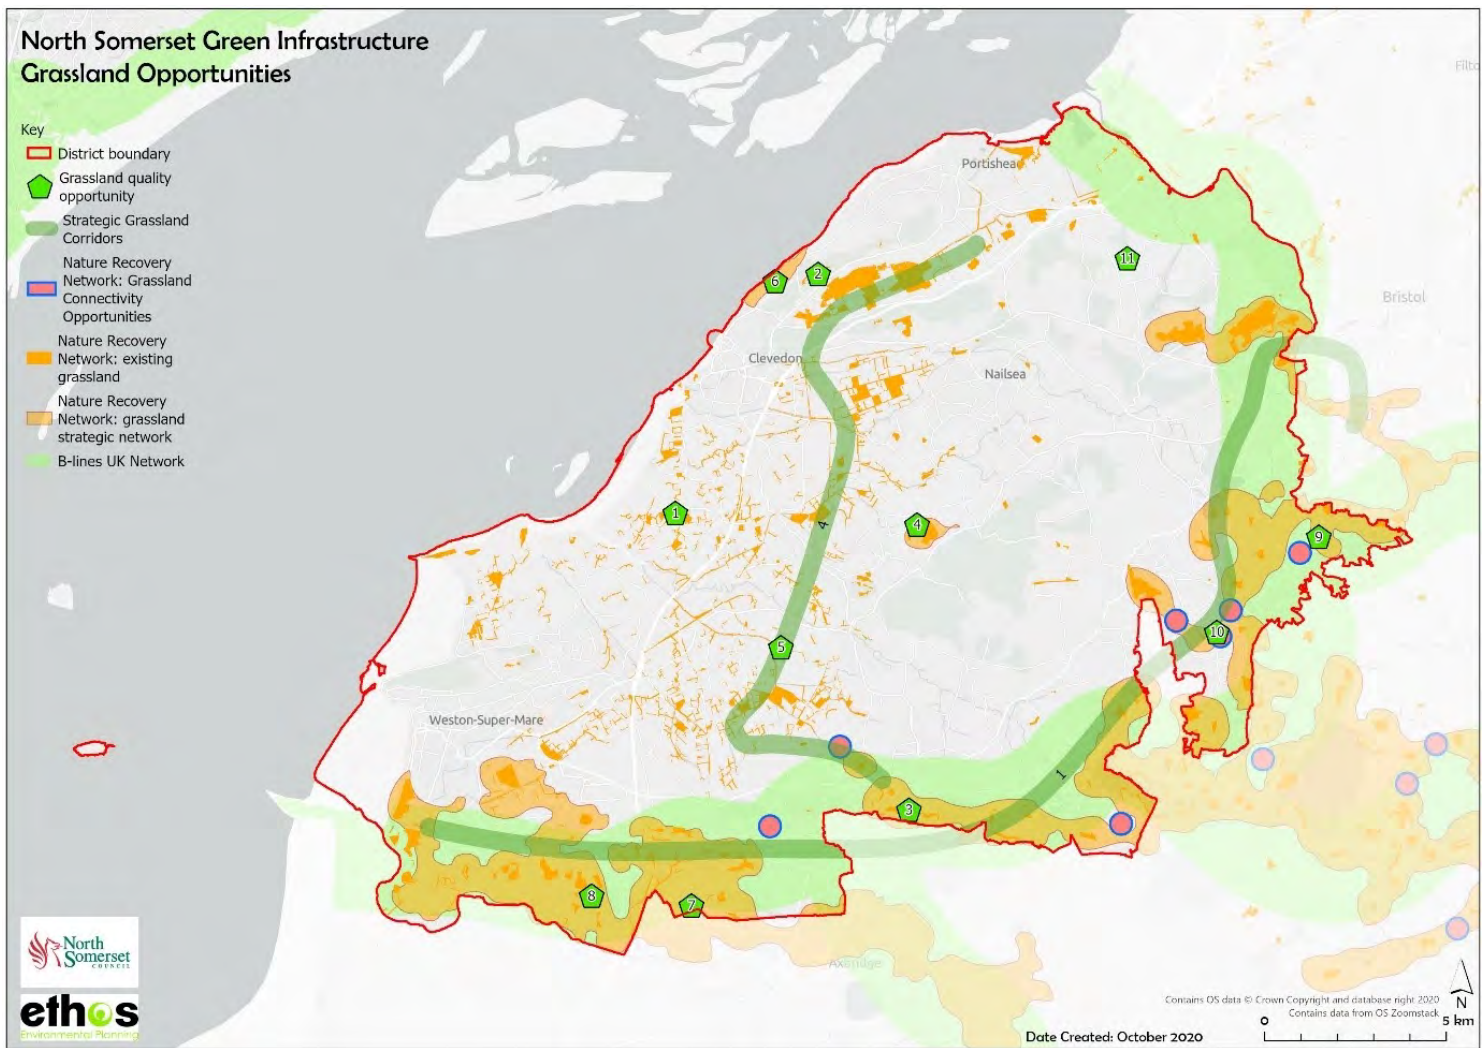 North Somerset Green Infrastructure
Grassland Opportunities
Key
District boundary
Grassland quality
opportunity
Strategic Grassland
Corridors
Nature Recovery
Network: Grassland
Connectivity
Opportunities
Nature Recovery
Network: existing
grassland
Nature Recovery
Network: grassland
strategic network
B-lines UK Network
Filto
Portishead
11
2
6
Bristol
Clevedon
Nailsea
1
4
4
9
10
5
Weston-Super-Mare
1
3
8
7
Axbridge
North
Somerset
COUNCIL
ethos
Environmental Planning
Contains OS data © Crown Copyright and database right 2020
Contains data from OS Zoomstack
N
Date Created: October 2020
0
5 km